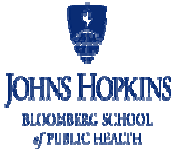 JOHNS HOPKINS
BLOOMBERG SCHOOL
of PUBLIC HEALTH